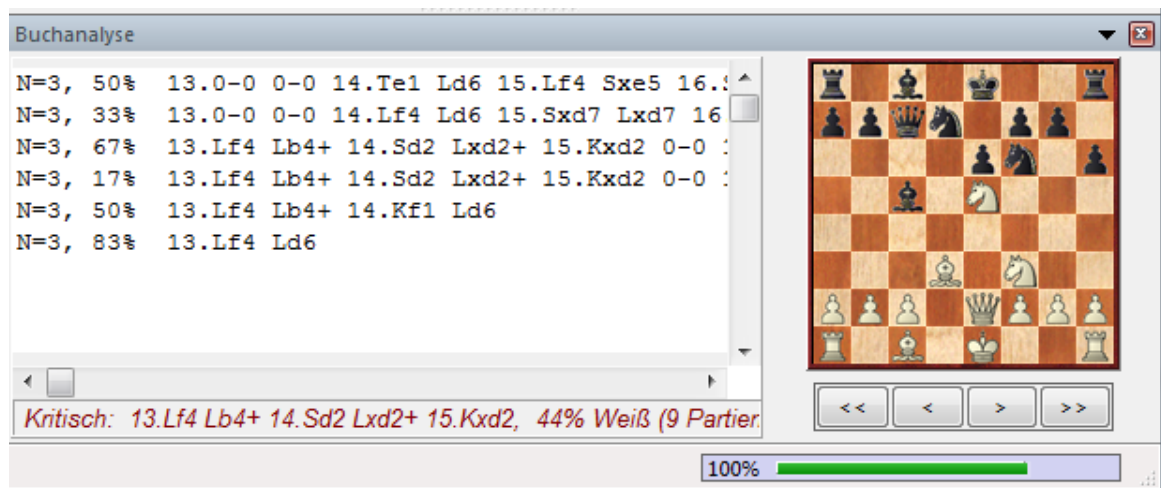 Buchanalyse
N=3, 50% 13.0-0 0-0 14.Te1 Ld6 15.Lf4 Sxe5 16.
N=3, 33% 13.0-0 0-0 14.Lf4 Ld6 15.Sxd7 Lxd7 16
N=3, 67% 13.Lf4 Lb4+ 14.Sd2 Lxd2+ 15.Kxd2 0-0
N=3, 17% 13.Lf4 Lb4+ 14.Sd2 Lxd2+ 15.Kxd2 0-0
N=3, 50% 13.Lf4 Lb4+ 14.Kf1 Ld6
N=3, 83% 13.Lf4 Ld6
Kritisch: 13.Lf4 Lb4+ 14.Sd2 Lxd2+ 15.Kxd2, 44% Weiß (9 Partien
<< < > >>
100%